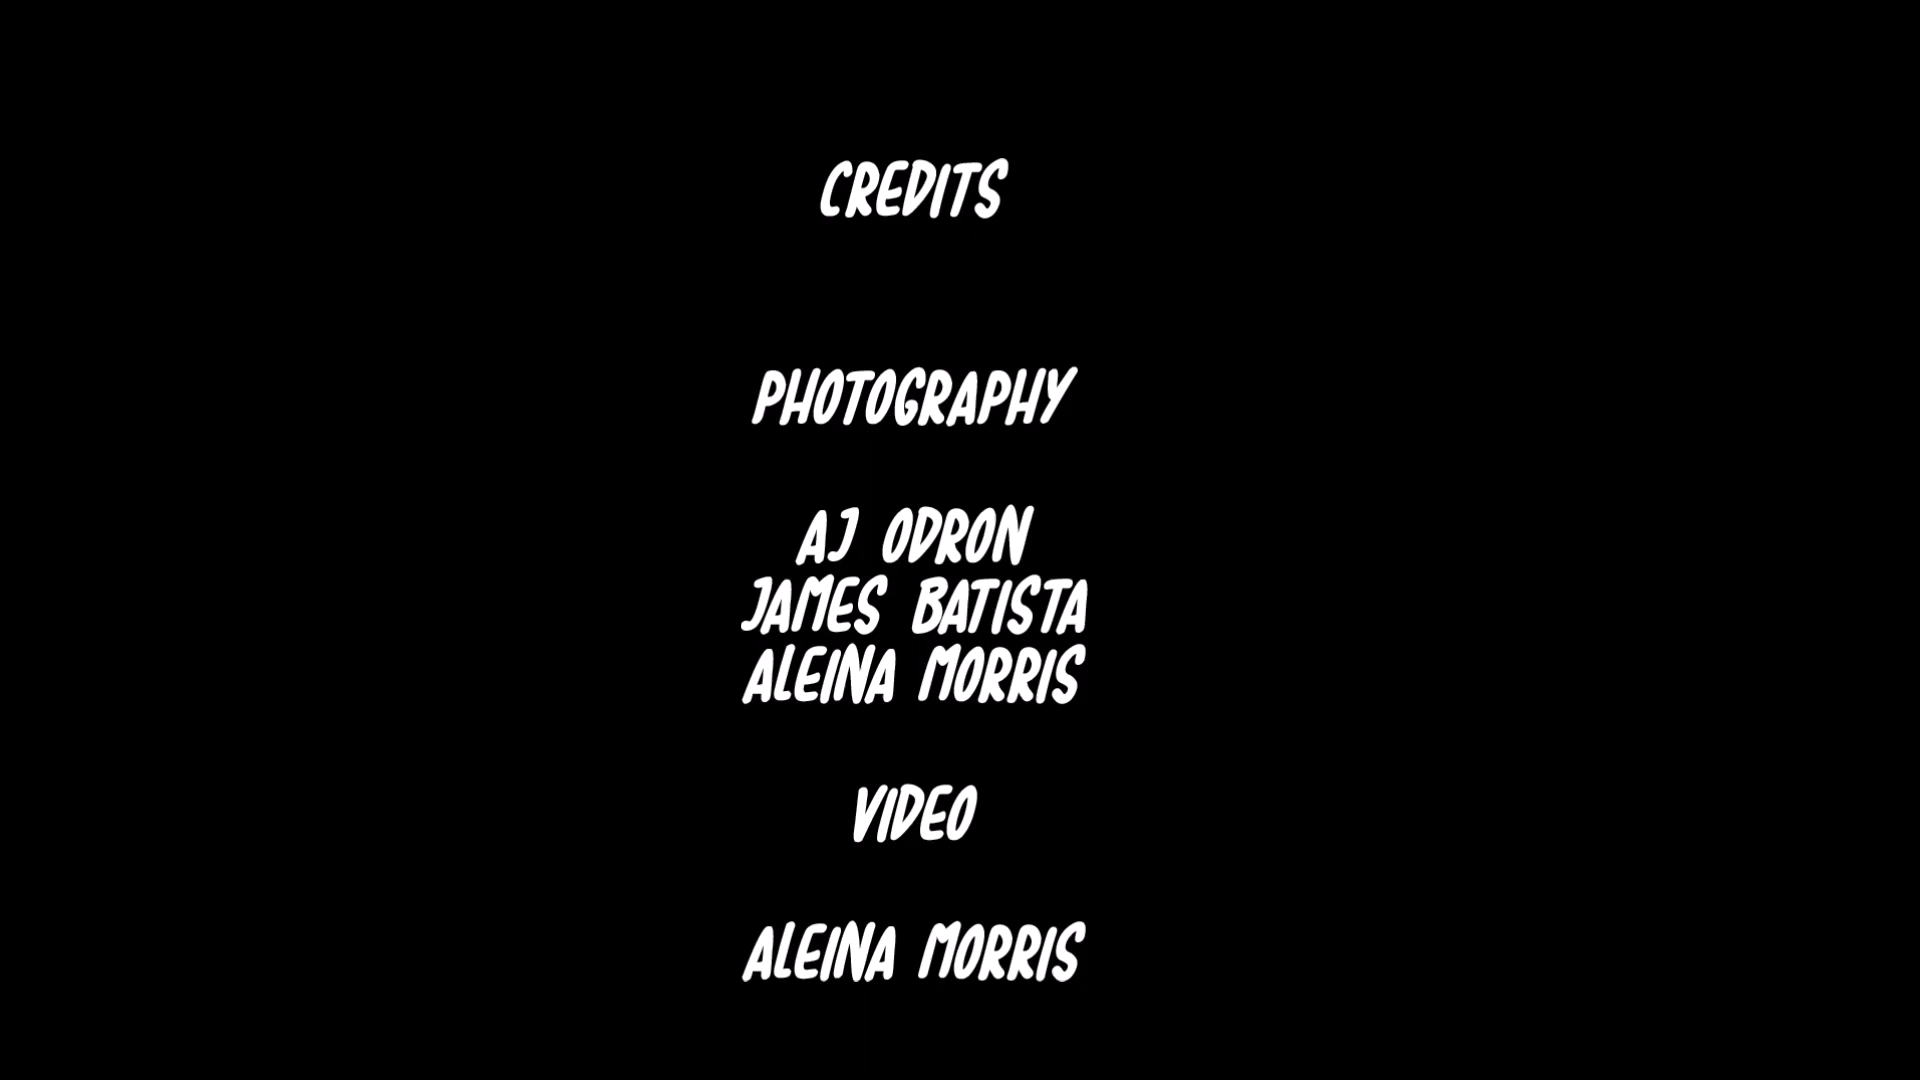 CREDITS
PHOTOGRAPHY
AJ ODRON
JAMES BATISTA
ALEINA MORRIS
VIDEO
ALEINA MORRIS